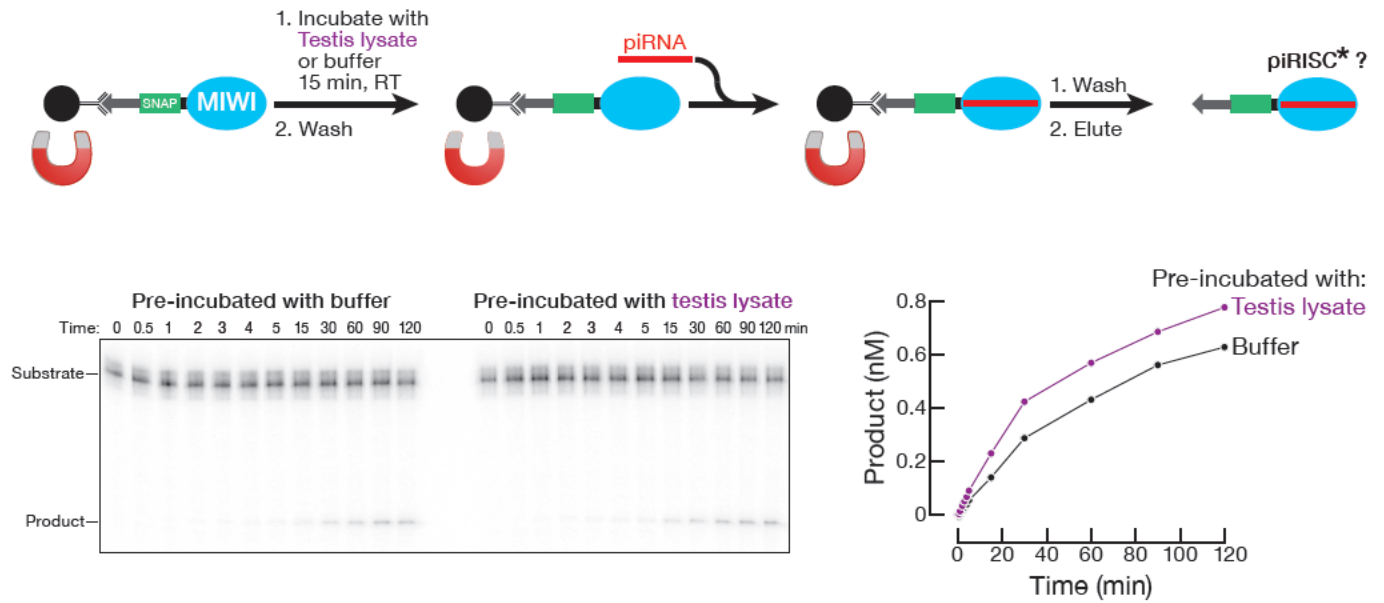 1. Incubate with
Testis lysate
or buffer
15 min, RT
2. Wash
SNAP
MIWI
piRNA
1. Wash
2. Elute
piRISC* ?
Pre-incubated with buffer
Pre-incubated with testis lysate
Time: 0 0.5 1 2 3 4 5 15 30 60 90 120
0 0.5 1 2 3 4 5 15 30 60 90 120 min
Substrate
Product
Pre-incubated with:
Testis lysate
Buffer
Product (nM)
0.8
0.6
0.4
0.2
0
0 20 40 60 80 100 120
Time (min)